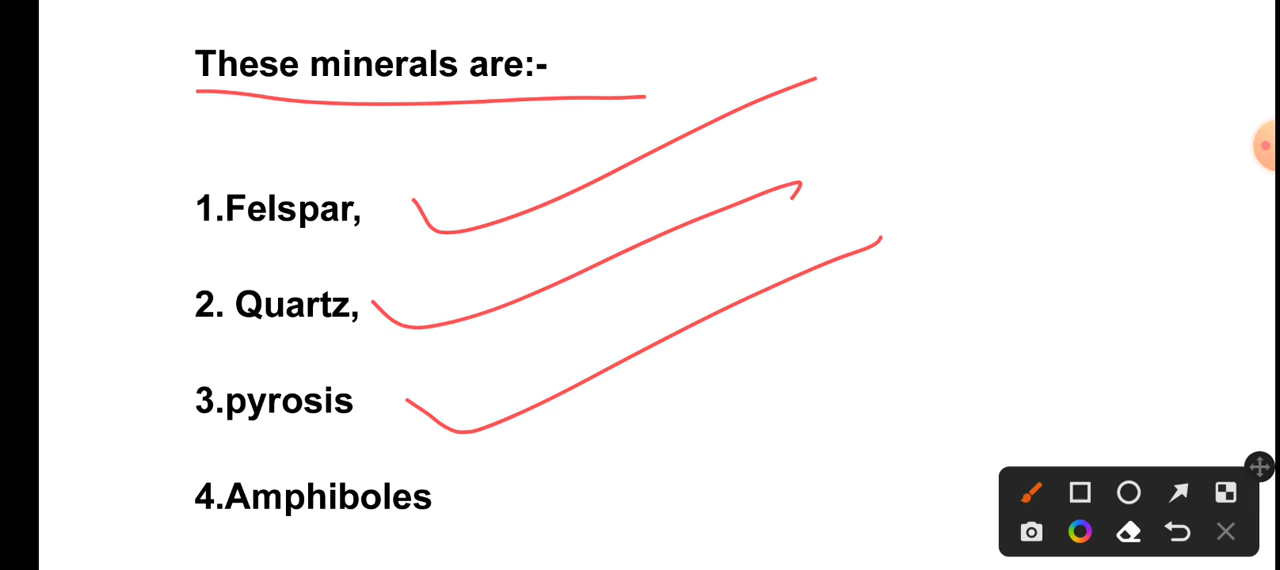 These minerals are:-
1.Felspar,
2. Quartz,
3.pyrosis
4.Amphiboles